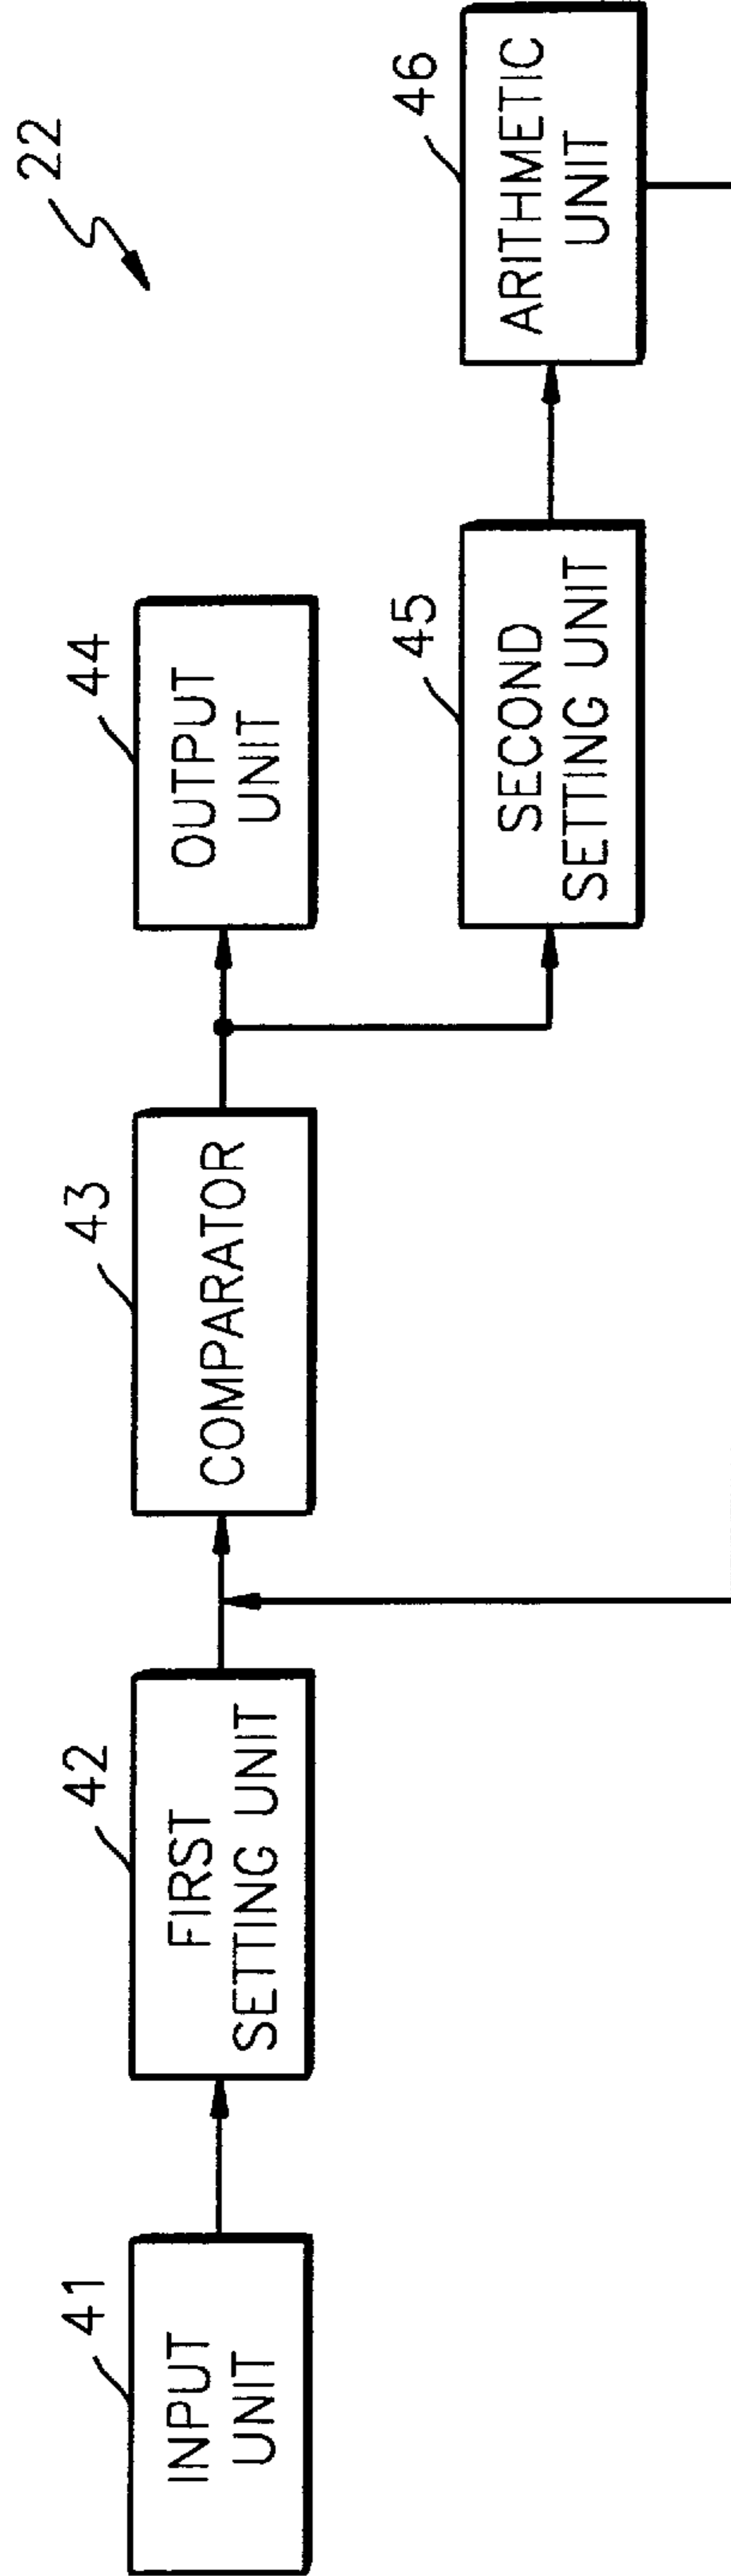 22
41
INPUT
UNIT
42
FIRST
SETTING UNIT
43
COMPARATOR
44
OUTPUT
UNIT
45
SECOND
SETTING UNIT
46
ARITHMETIC
UNIT